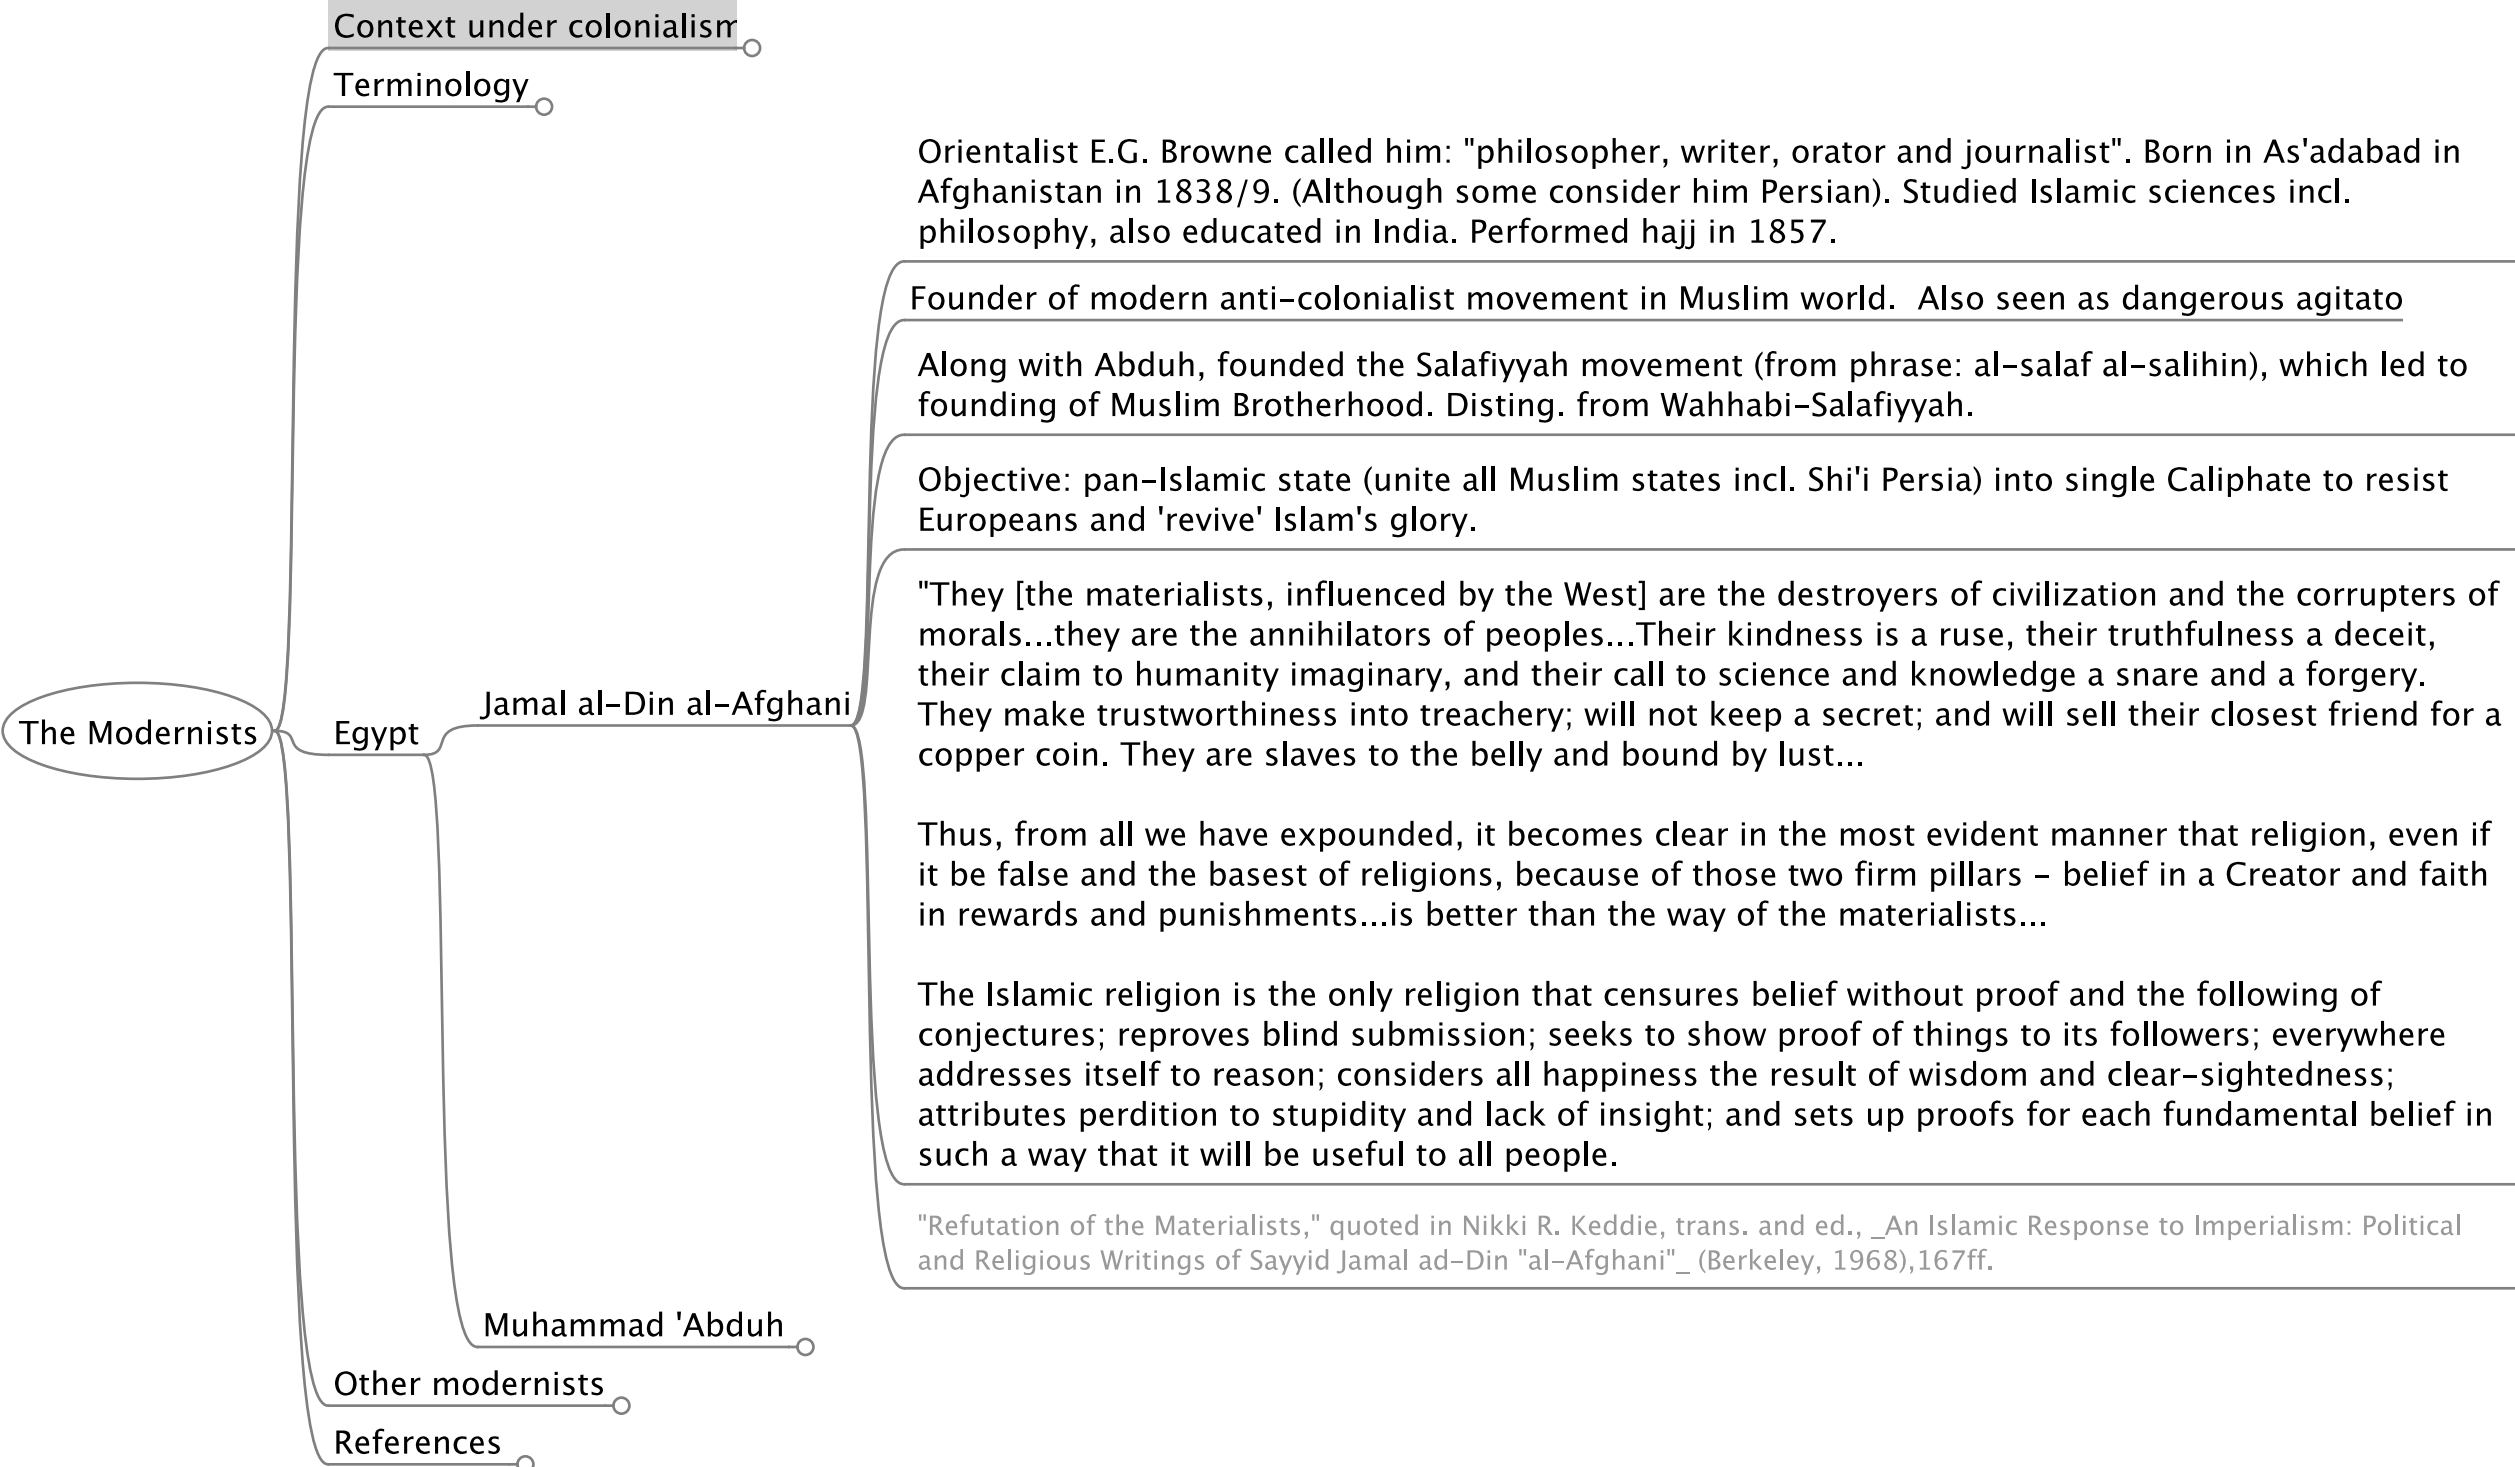 Context under colonialism
Terminology
Orientalist E.G. Browne called him: "philosopher, writer, orator and journalist". Born in As'adabad in
Afghanistan in 1838/9. (Although some consider him Persian). Studied Islamic sciences incl.
philosophy, also educated in India. Performed hajj in 1857.
Founder of modern anti-colonialist movement in Muslim world.  Also seen as dangerous agitato
Along with Abduh, founded the Salafiyyah movement (from phrase: al-salaf al-salihin), which led to
founding of Muslim Brotherhood. Disting. from Wahhabi-Salafiyyah.
Objective: pan-Islamic state (unite all Muslim states incl. Shi'i Persia) into single Caliphate to resist
Europeans and 'revive' Islam's glory.
"They [the materialists, influenced by the West] are the destroyers of civilization and the corrupters of
morals...they are the annihilators of peoples...Their kindness is a ruse, their truthfulness a deceit,
their claim to humanity imaginary, and their call to science and knowledge a snare and a forgery.
They make trustworthiness into treachery; will not keep a secret; and will sell their closest friend for a
copper coin. They are slaves to the belly and bound by lust...
Thus, from all we have expounded, it becomes clear in the most evident manner that religion, even if
it be false and the basest of religions, because of those two firm pillars – belief in a Creator and faith
in rewards and punishments...is better than the way of the materialists...
The Islamic religion is the only religion that censures belief without proof and the following of
conjectures; reproves blind submission; seeks to show proof of things to its followers; everywhere
addresses itself to reason; considers all happiness the result of wisdom and clear-sightedness;
attributes perdition to stupidity and lack of insight; and sets up proofs for each fundamental belief in
such a way that it will be useful to all people.
"Refutation of the Materialists," quoted in Nikki R. Keddie, trans. and ed., _An Islamic Response to Imperialism: Political
and Religious Writings of Sayyid Jamal ad-Din "al-Afghani"_ (Berkeley, 1968),167ff.
Jamal al-Din al-Afghani
The Modernists
Egypt
Muhammad 'Abduh
Other modernists
References